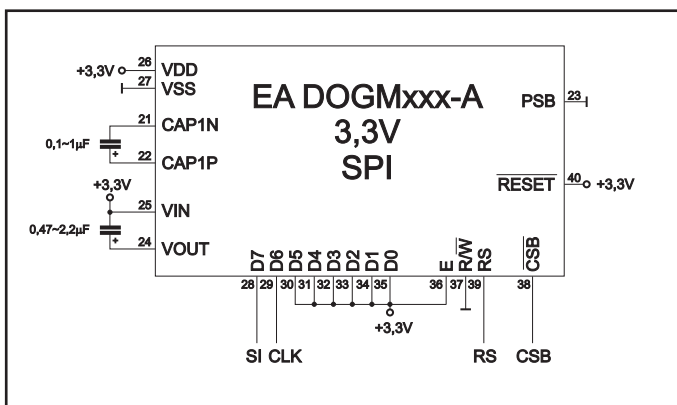 26
+3,3V
VDD
27
VSS
EA DOGMxxx-A
3,3V
SPI
PSB
23
21
CAP1N
0,1~1µF
+
22
CAP1P
RESET
40
+3,3V
+3,3V
25
VIN
0,47~2,2µF
+
24
VOUT
D7
D6
D5
D4
D3
D2
D1
D0
E
R/W
RS
CSB
28
29
30
31
32
33
34
35
36
37
39
38
+3,3V
SI
CLK
RS
CSB